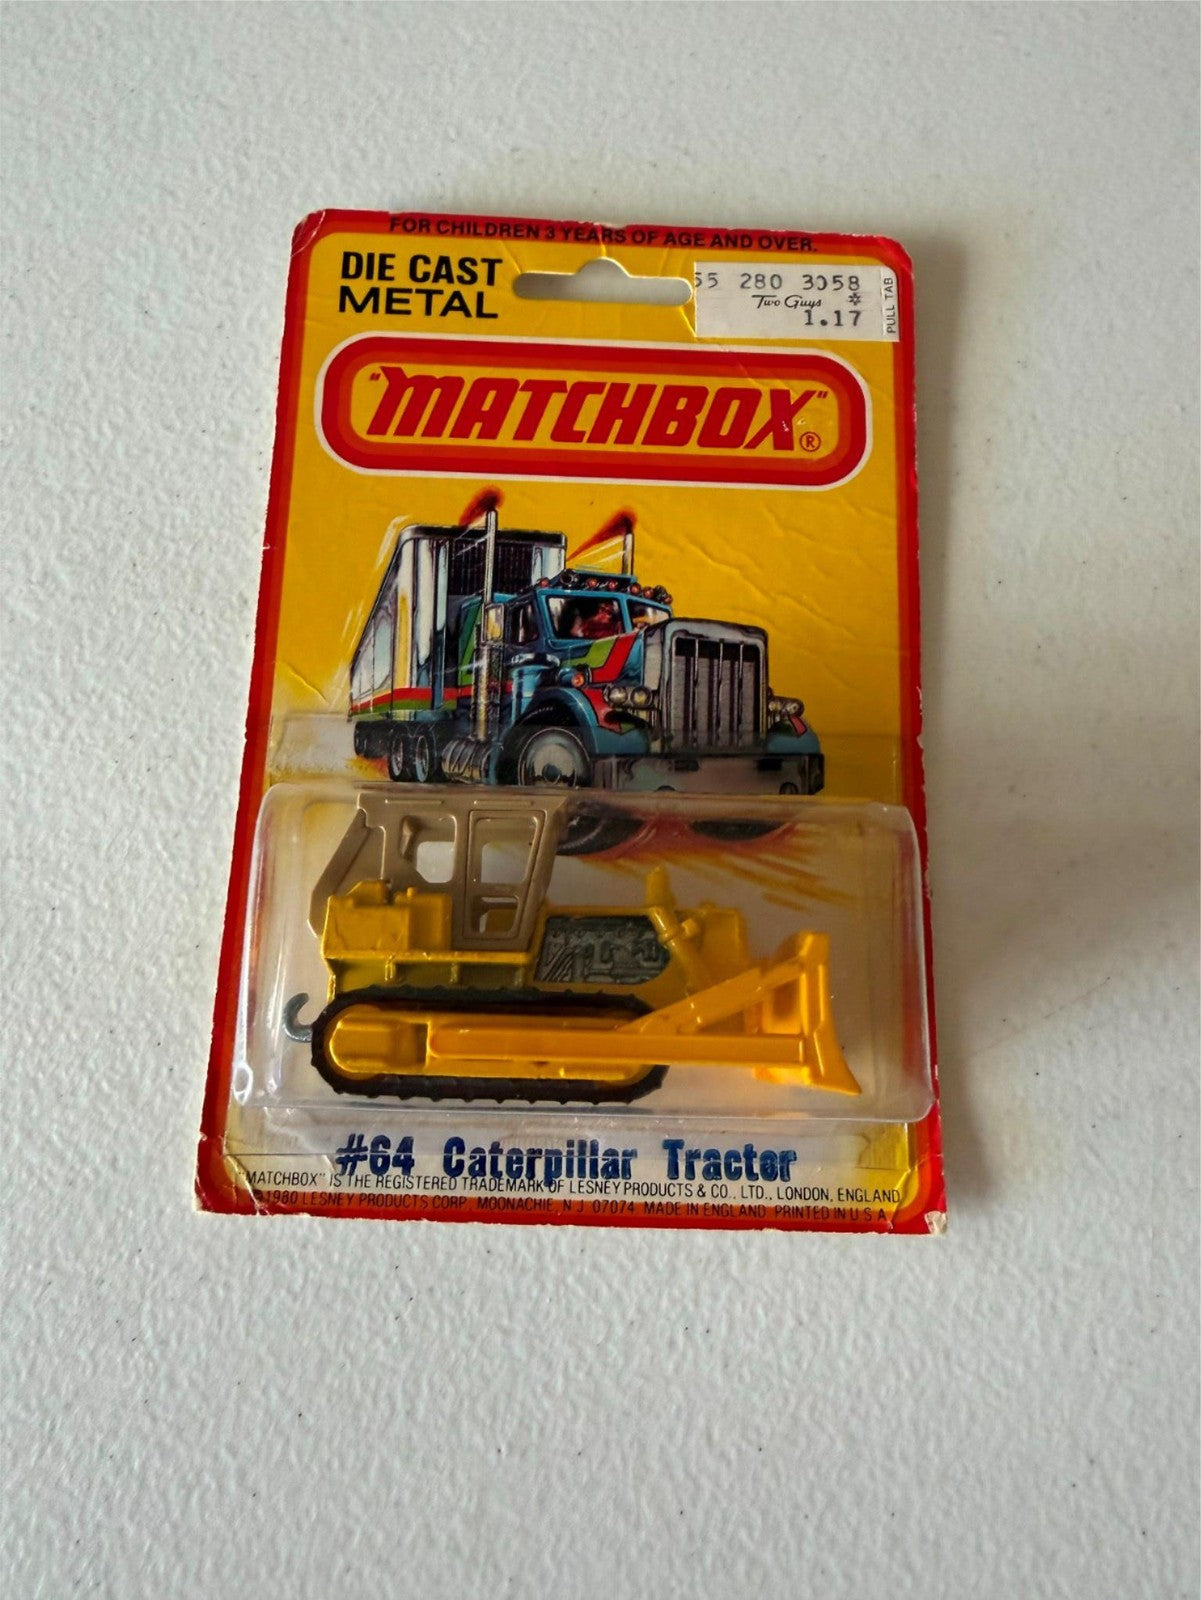 FOR CHILDREN 3 YEARS OF AGE AND OVER.
DIE CAST
METAL
55 280 3058
Two Guys *
1.17
PULL TAB
"MATCHBOX"®
#64 Caterpillar Tractor
"MATCHBOX" IS THE REGISTERED TRADEMARK OF LESNEY PRODUCTS & CO., LTD., LONDON, ENGLAND
©1980 LESNEY PRODUCTS CORP., MOONACHIE, N J 07074 MADE IN ENGLAND PRINTED IN U S A